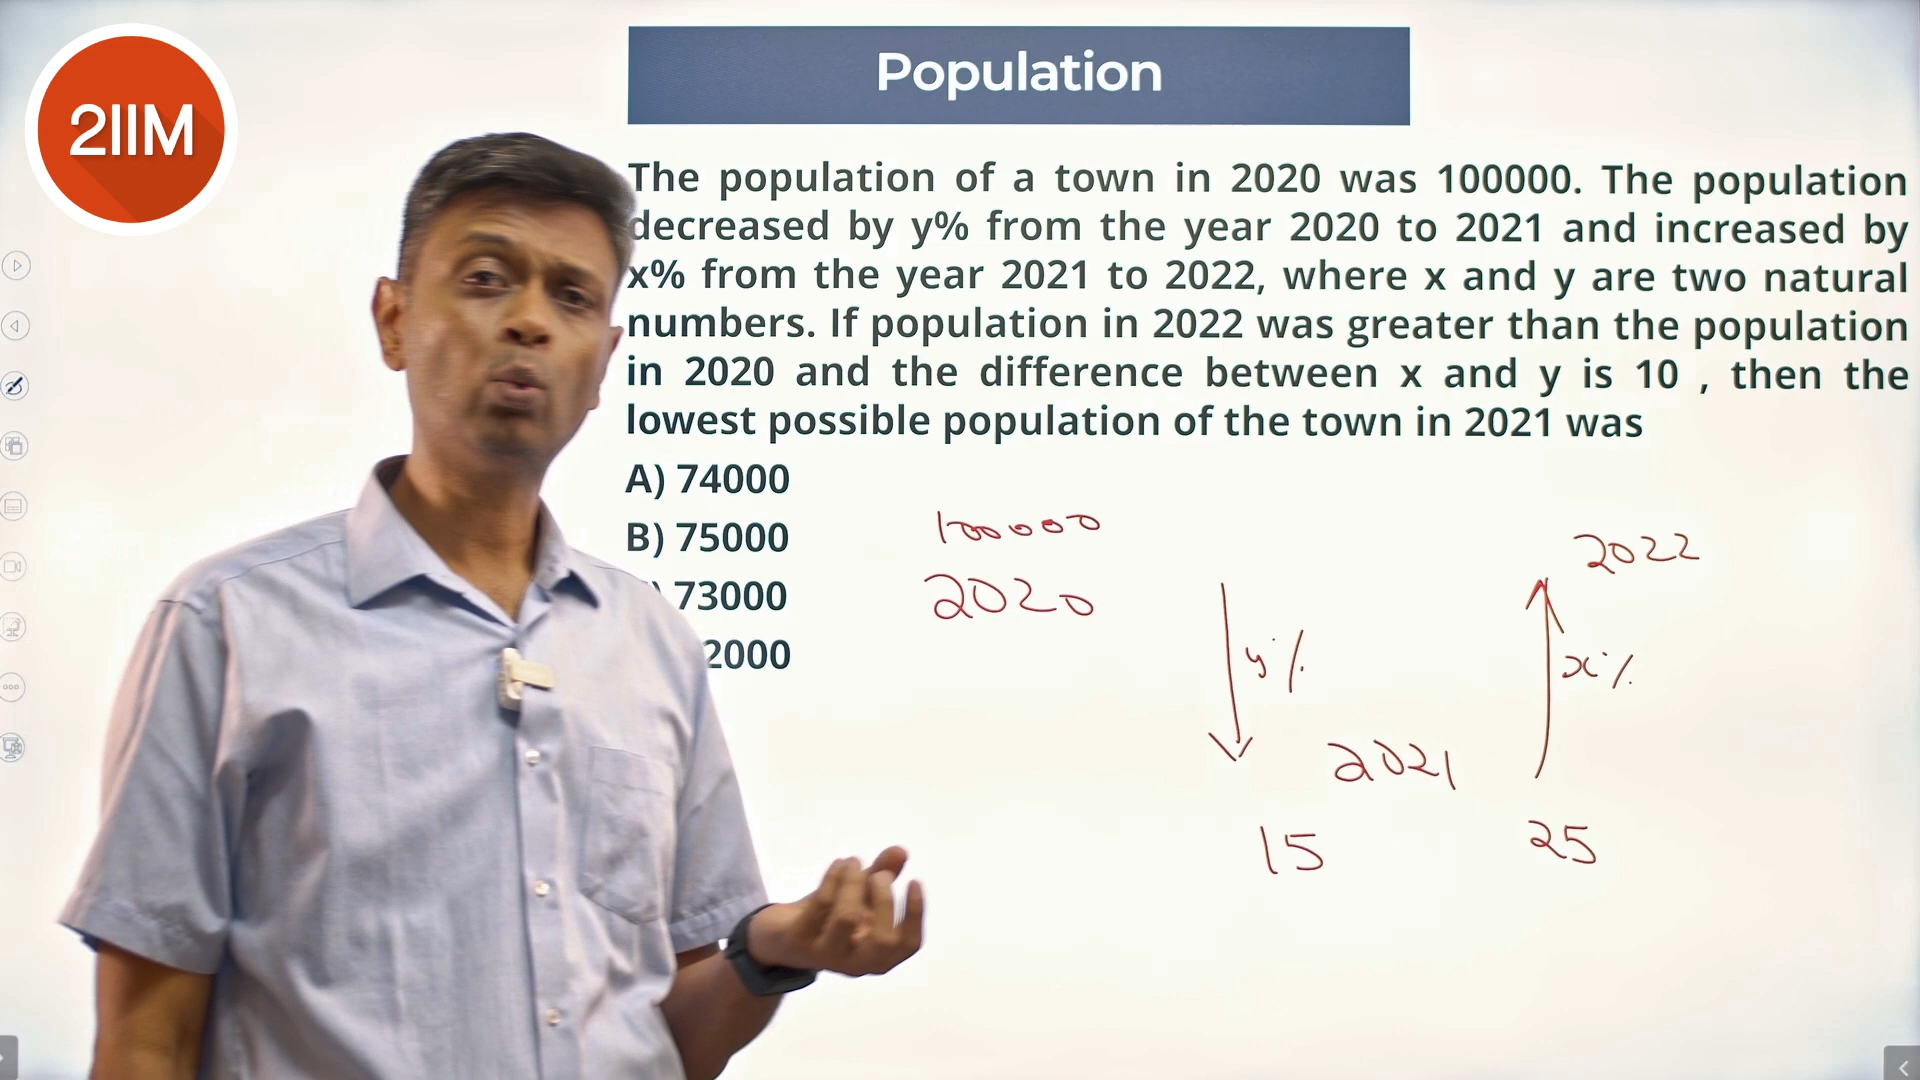 2IIM
Population
The population of a town in 2020 was 100000. The population
decreased by y% from the year 2020 to 2021 and increased by
x% from the year 2021 to 2022, where x and y are two natural
numbers. If population in 2022 was greater than the population
in 2020 and the difference between x and y is 10 , then the
lowest possible population of the town in 2021 was
A) 74000
B) 75000
73000
2000
100000
2020
2022
y%
x%
2021
15
25